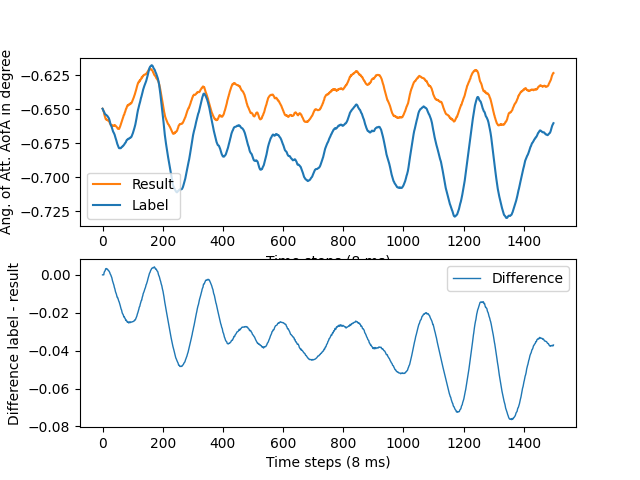 Ang. of Att. AofA in degree
−0.625
−0.650
−0.675
−0.700
−0.725
Result
Label
0 200 400 600 800 1000 1200 1400
Time steps (8 ms)
Difference label - result
0.00
−0.02
−0.04
−0.06
−0.08
Difference
0 200 400 600 800 1000 1200 1400
Time steps (8 ms)